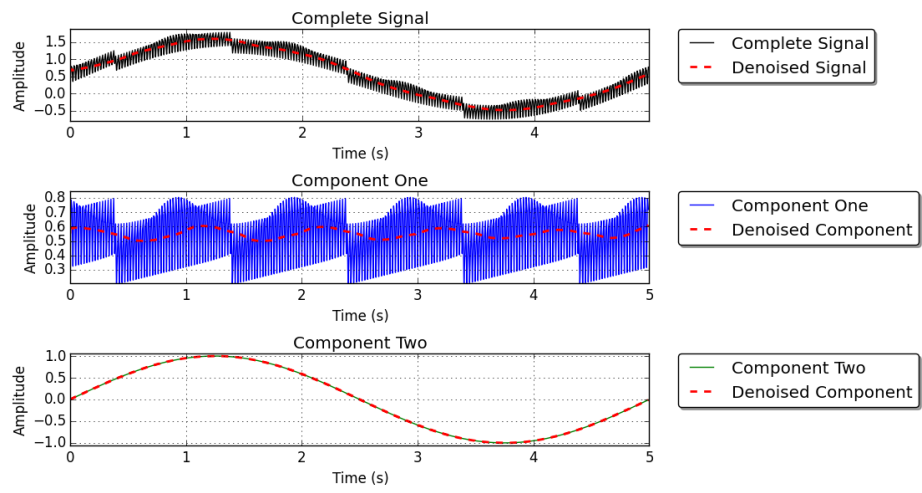 Complete Signal
Amplitude
1.5
1.0
0.5
0.0
−0.5
0 1 2 3 4 5
Time (s)
Complete Signal
Denoised Signal
Component One
Amplitude
0.8
0.7
0.6
0.5
0.4
0.3
0 1 2 3 4 5
Time (s)
Component One
Denoised Component
Component Two
Amplitude
1.0
0.5
0.0
−0.5
−1.0
0 1 2 3 4 5
Time (s)
Component Two
Denoised Component